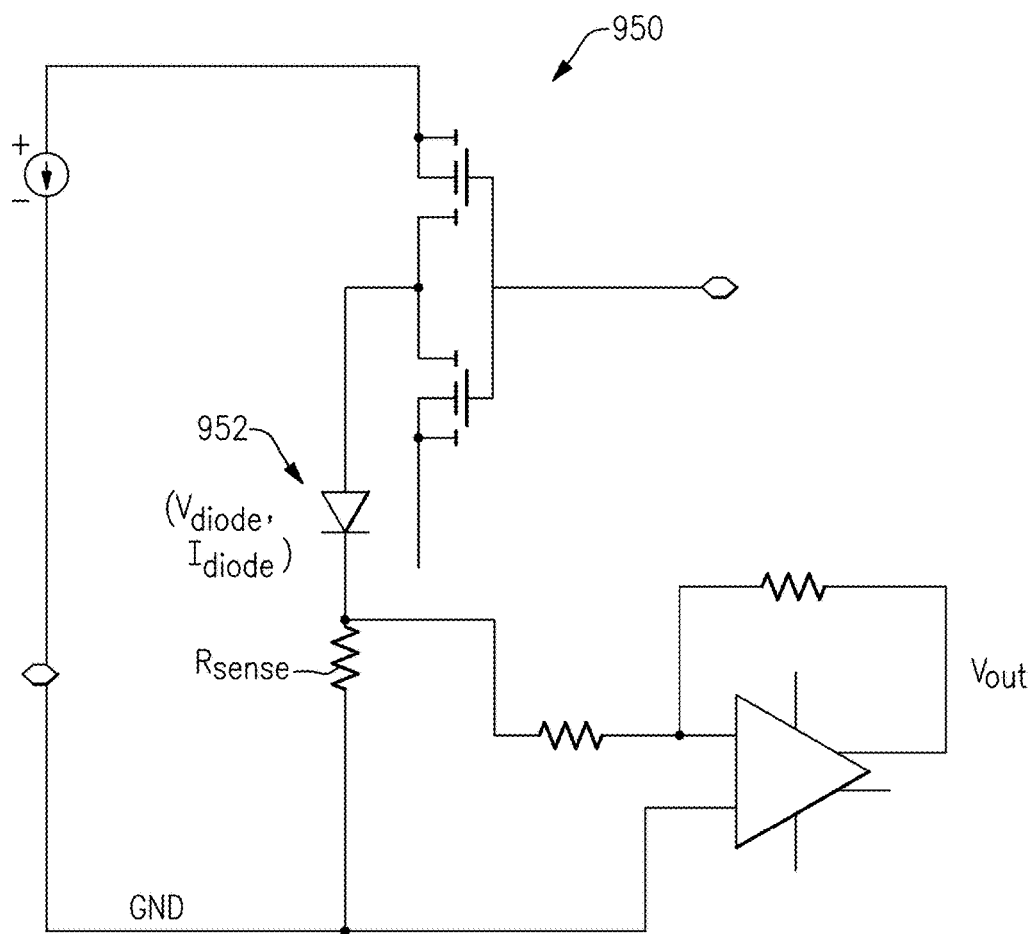 950
+
−
952
(Vdiode,
Idiode)
Rsense
Vout
GND